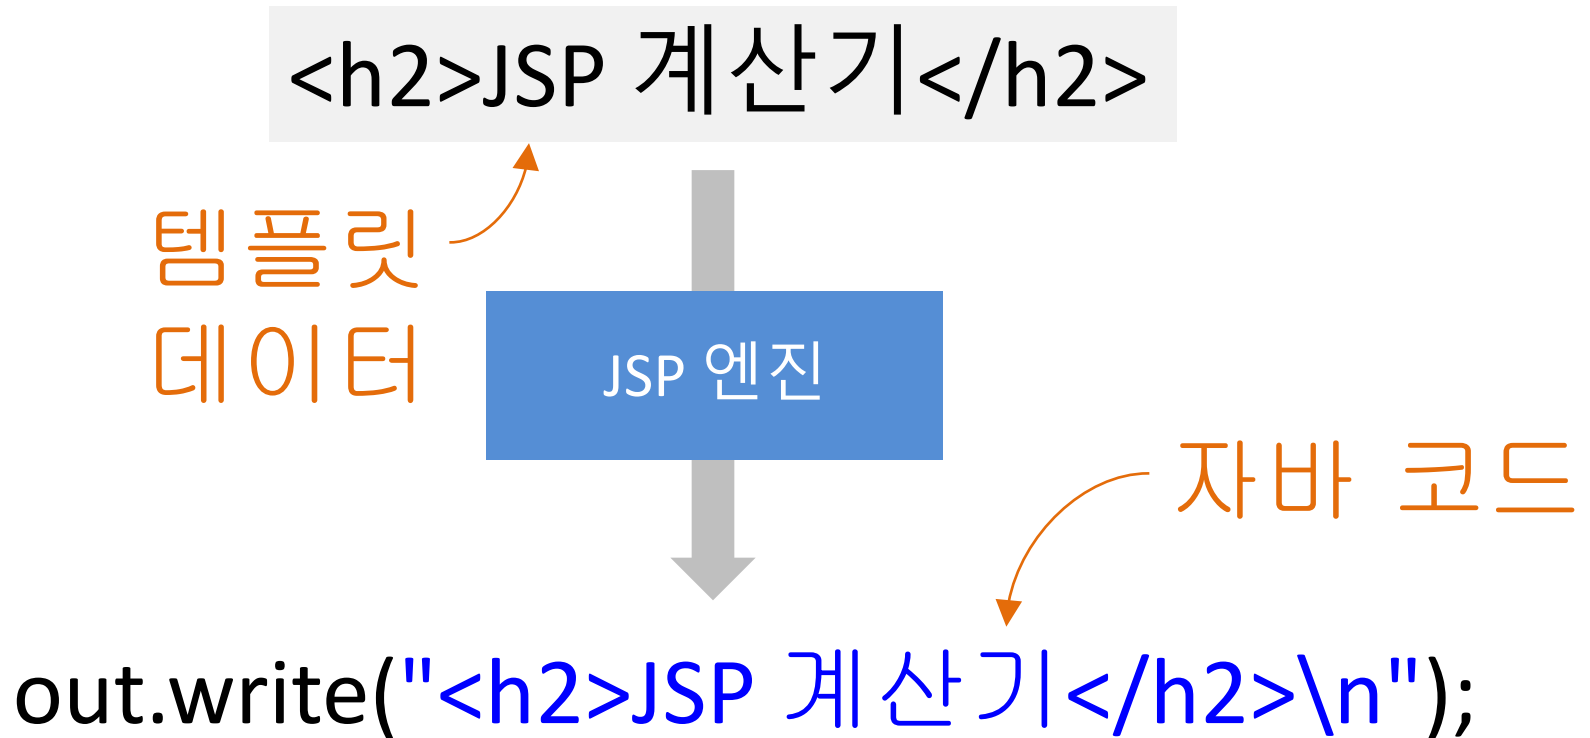 <h2>JSP 계산기</h2>
템플릿
데이터
JSP 엔진
자바 코드
out.write("<h2>JSP 계산기</h2>\n");